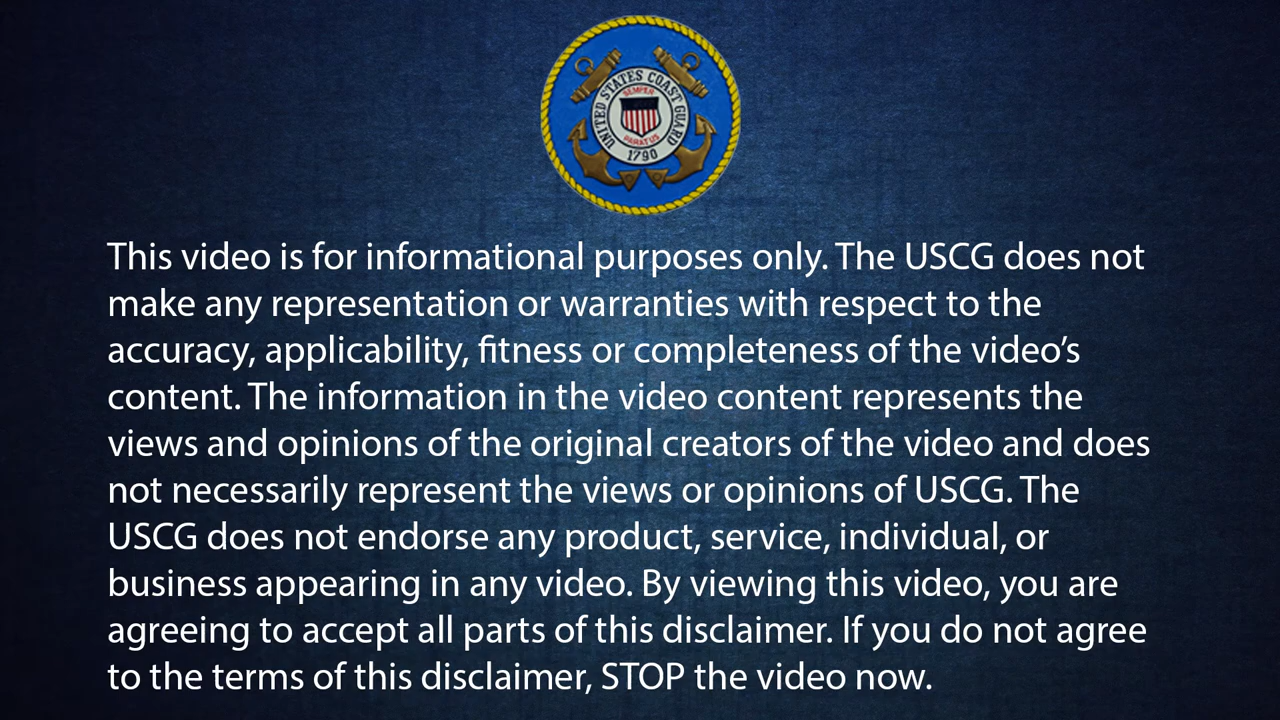 UNITED STATES COAST GUARD
SEMPER
PARATUS
1790
This video is for informational purposes only. The USCG does not
make any representation or warranties with respect to the
accuracy, applicability, fitness or completeness of the video’s
content. The information in the video content represents the
views and opinions of the original creators of the video and does
not necessarily represent the views or opinions of USCG. The
USCG does not endorse any product, service, individual, or
business appearing in any video. By viewing this video, you are
agreeing to accept all parts of this disclaimer. If you do not agree
to the terms of this disclaimer, STOP the video now.